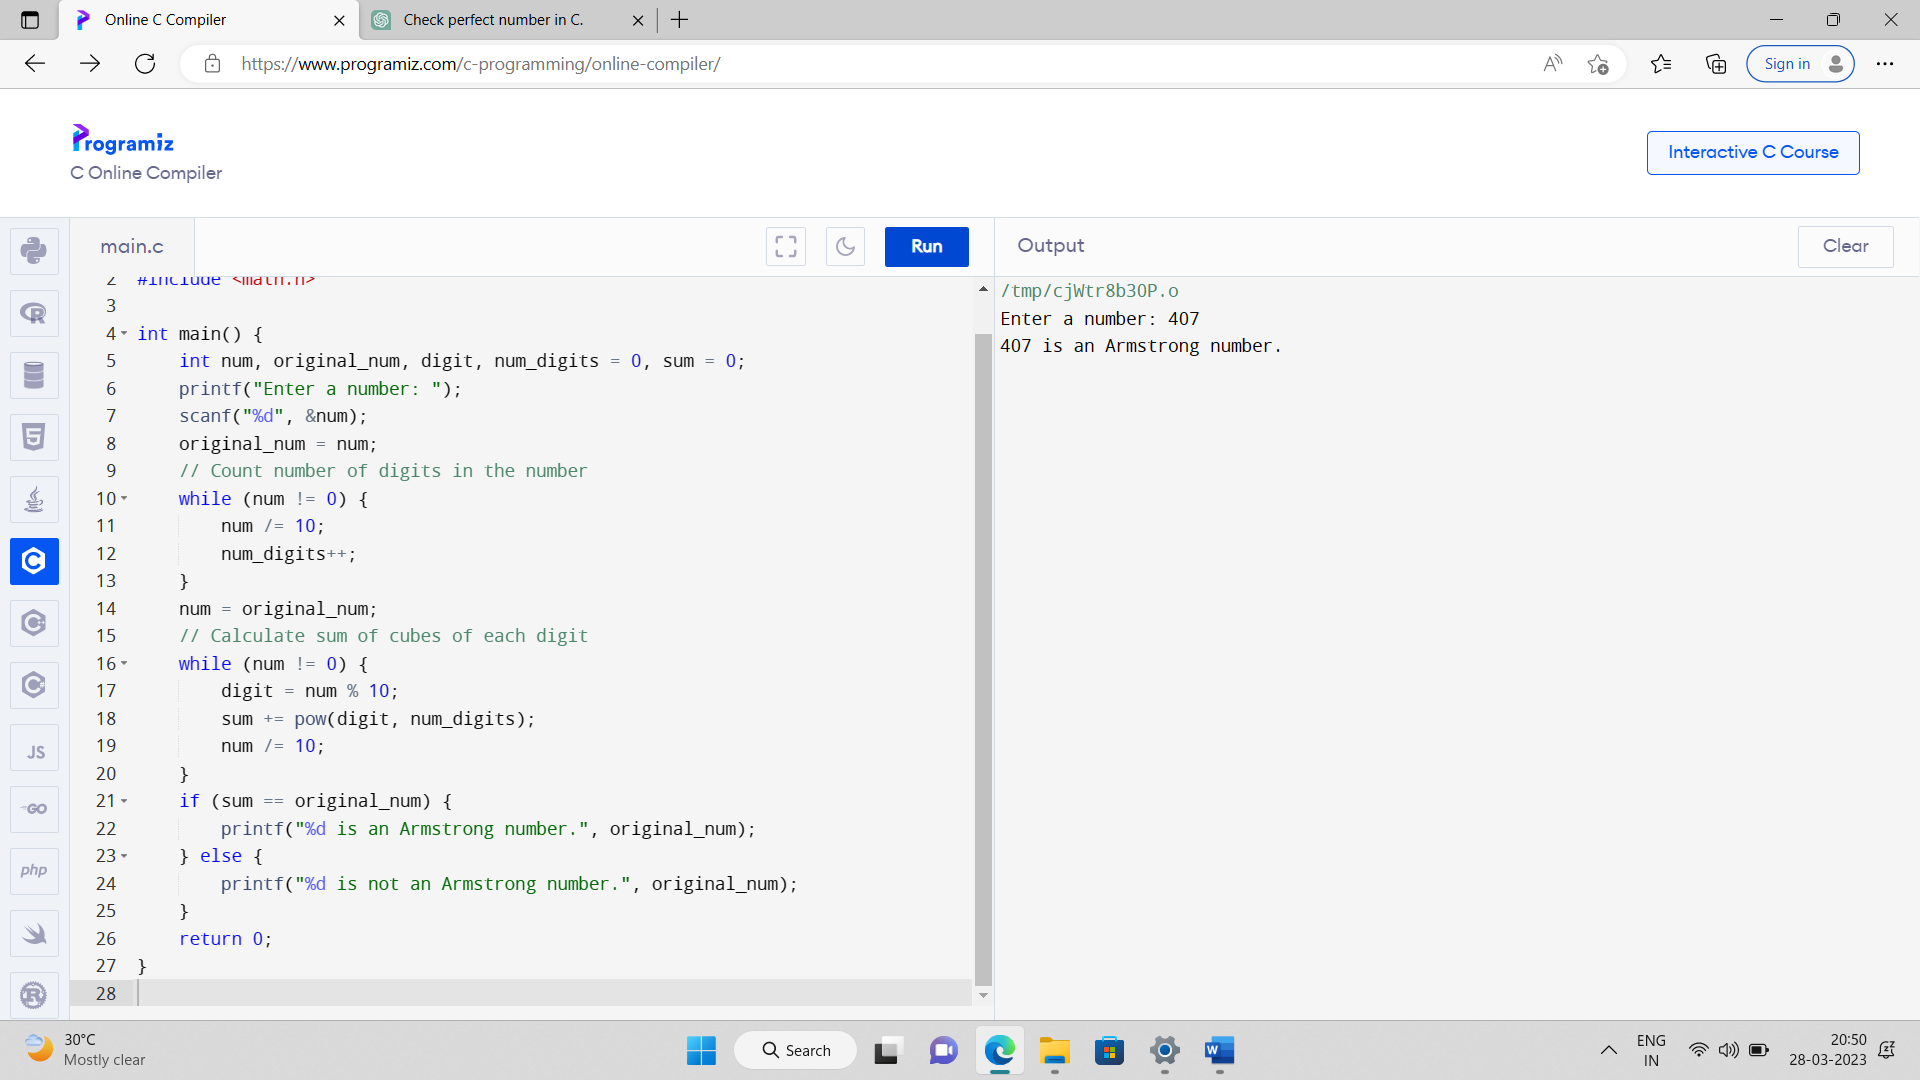 Online C Compiler
Check perfect number in C.
https://www.programiz.com/c-programming/online-compiler/
Sign in
Programiz
C Online Compiler
Interactive C Course
main.c
Run
Output
Clear
2 #include <math.h>
3
4 int main() {
5 int num, original_num, digit, num_digits = 0, sum = 0;
6 printf("Enter a number: ");
7 scanf("%d", &num);
8 original_num = num;
9 // Count number of digits in the number
10 while (num != 0) {
11 num /= 10;
12 num_digits++;
13 }
14 num = original_num;
15 // Calculate sum of cubes of each digit
16 while (num != 0) {
17 digit = num % 10;
18 sum += pow(digit, num_digits);
19 num /= 10;
20 }
21 if (sum == original_num) {
22 printf("%d is an Armstrong number.", original_num);
23 } else {
24 printf("%d is not an Armstrong number.", original_num);
25 }
26 return 0;
27 }
28
/tmp/cjWtr8b3OP.o
Enter a number: 407
407 is an Armstrong number.
JS
GO
php
30°C
Mostly clear
Search
ENG
IN
20:50
28-03-2023